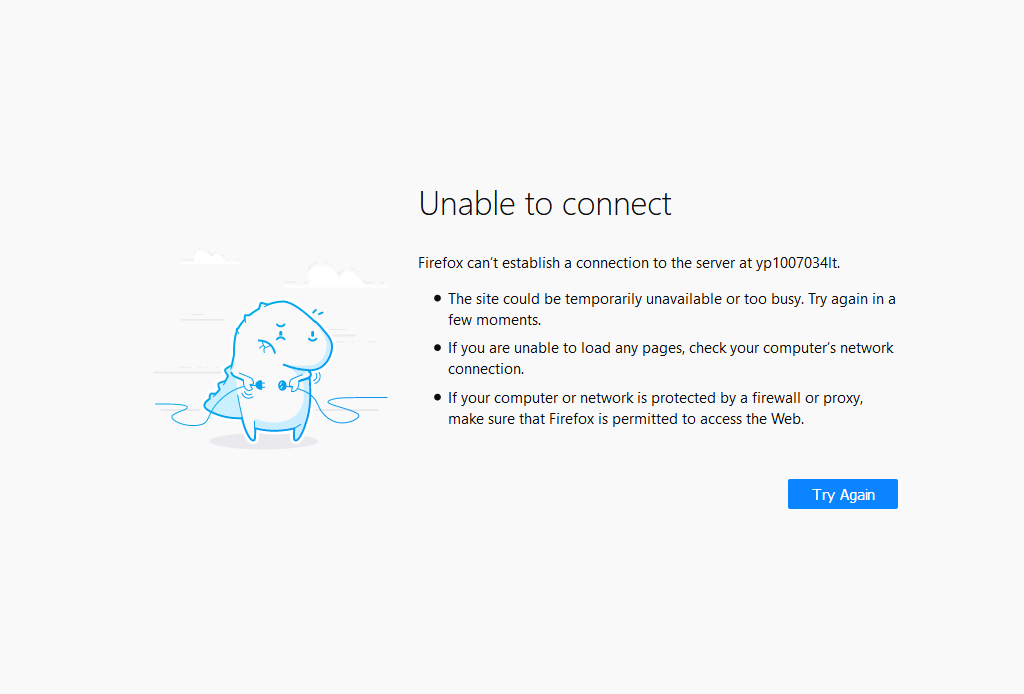 Unable to connect
Firefox can’t establish a connection to the server at yp1007034lt.
The site could be temporarily unavailable or too busy. Try again in a
few moments.
If you are unable to load any pages, check your computer’s network
connection.
If your computer or network is protected by a firewall or proxy,
make sure that Firefox is permitted to access the Web.
Try Again